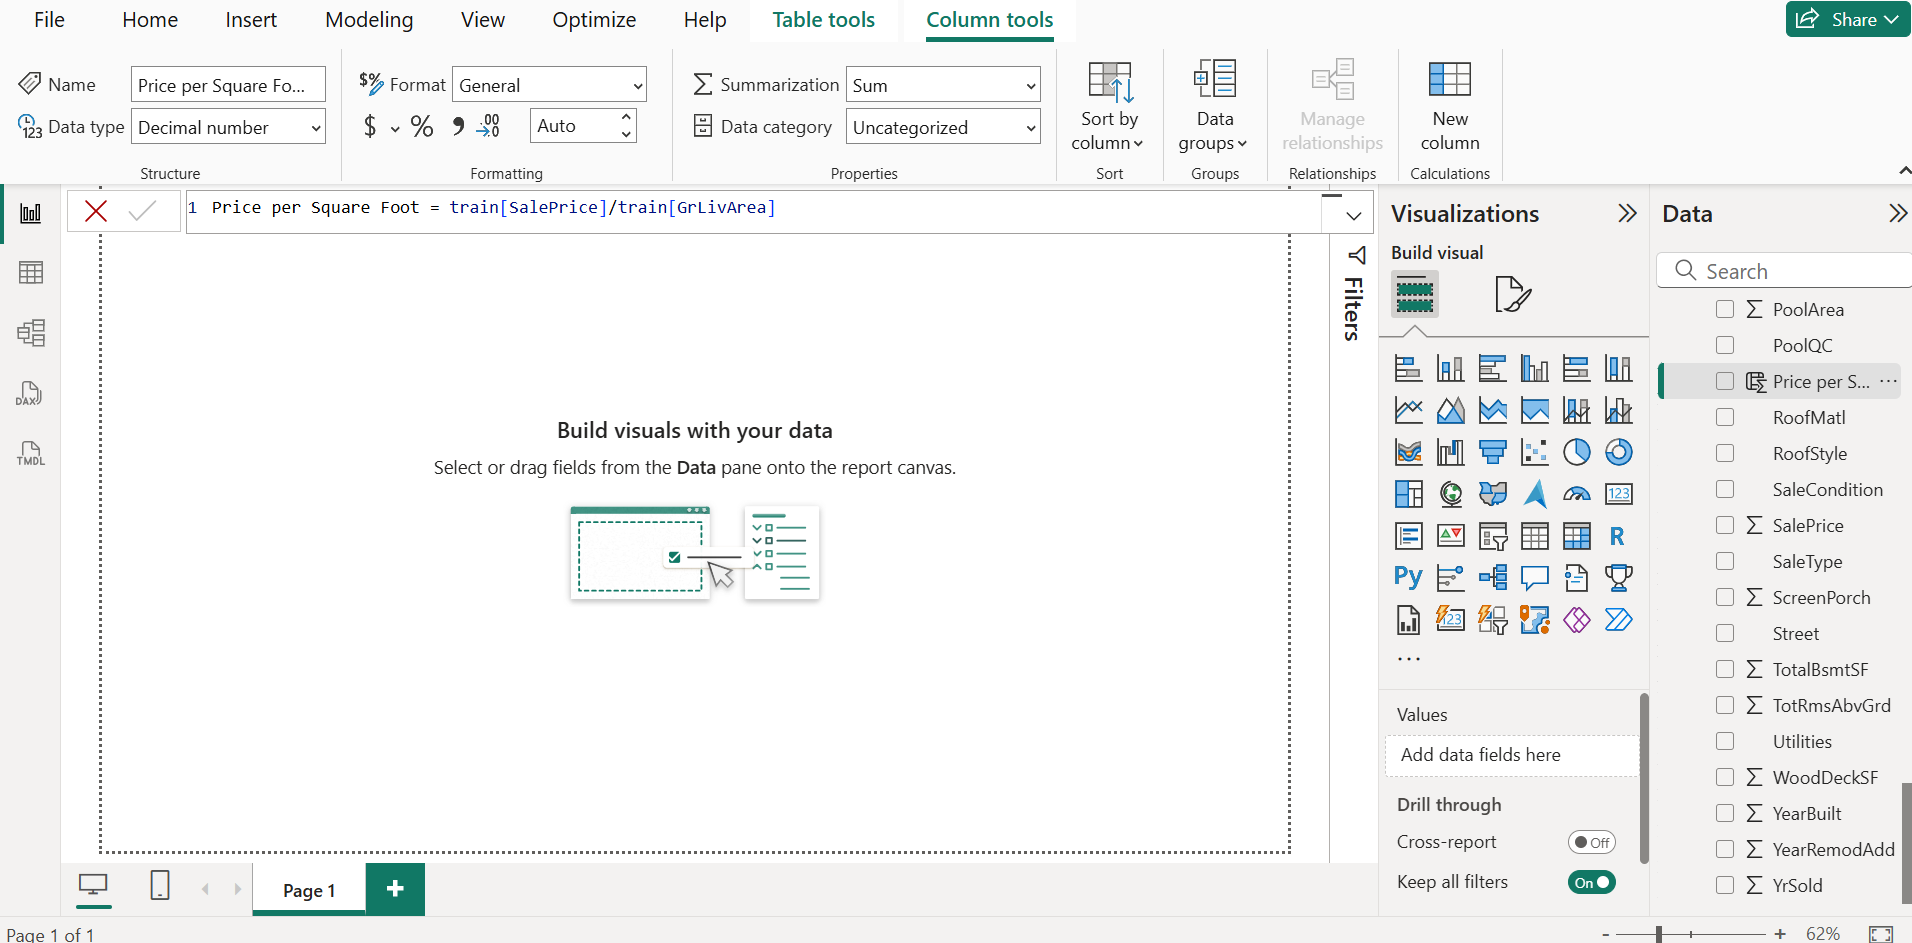 File Home Insert Modeling View Optimize Help Table tools Column tools Share
Name Price per Square Fo... $% Format General Summarization Sum
Data type Decimal number $ % Auto Data category Uncategorized
Sort by column
Data groups
Manage relationships
New column
Structure Formatting Properties Sort Groups Relationships Calculations
1 Price per Square Foot = train[SalePrice]/train[GrLivArea]
Filters
Build visuals with your data
Select or drag fields from the Data pane onto the report canvas.
DAX
TMDL
Visualizations
Build visual
123
R
Py
123
...
Values
Add data fields here
Drill through
Cross-report Off
Keep all filters On
Data
Search
PoolArea
PoolQC
Price per S... ...
RoofMatl
RoofStyle
SaleCondition
SalePrice
SaleType
ScreenPorch
Street
TotalBsmtSF
TotRmsAbvGrd
Utilities
WoodDeckSF
YearBuilt
YearRemodAdd
YrSold
Page 1 +
Page 1 of 1
- + 62%